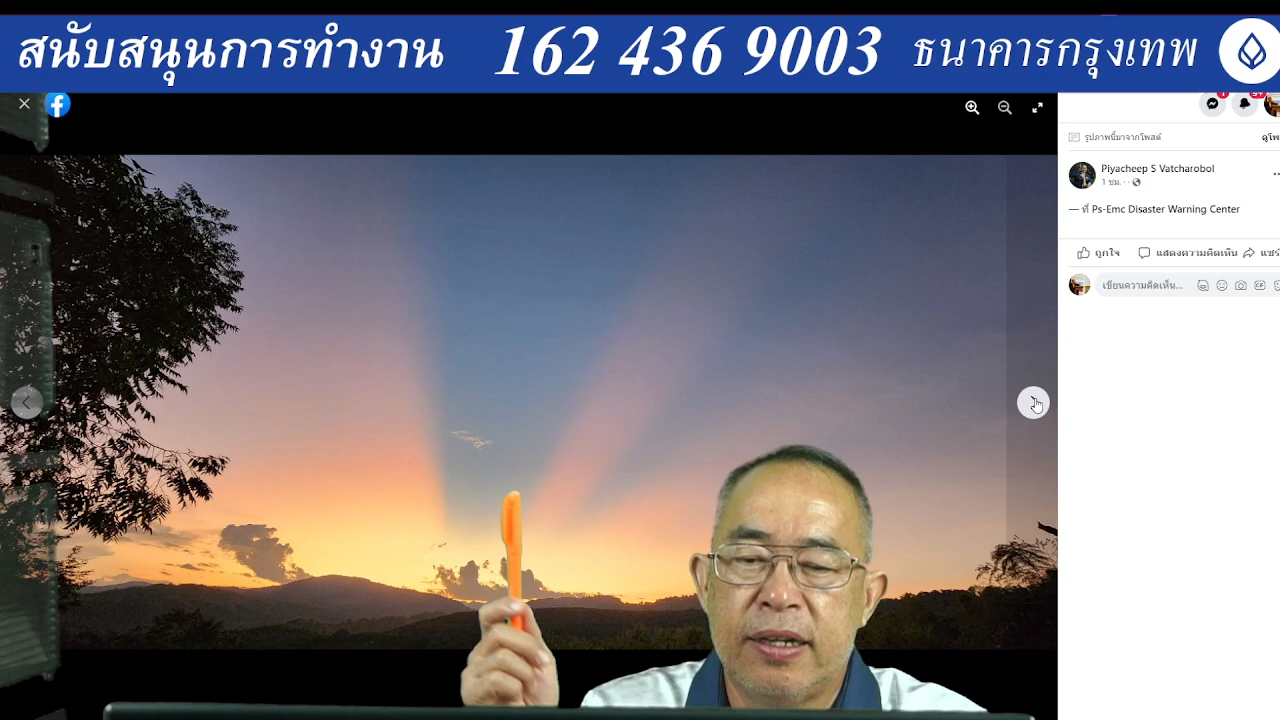 สนับสนุนการทำงาน 162 436 9003 ธนาคารกรุงเทพ
รูปภาพนี้มาจากโพสต์
Piyacheep S Vatcharobol
1 ชม. ·
— ที่ Ps-Emc Disaster Warning Center
ถูกใจ แสดงความคิดเห็น
เขียนความคิดเห็น...